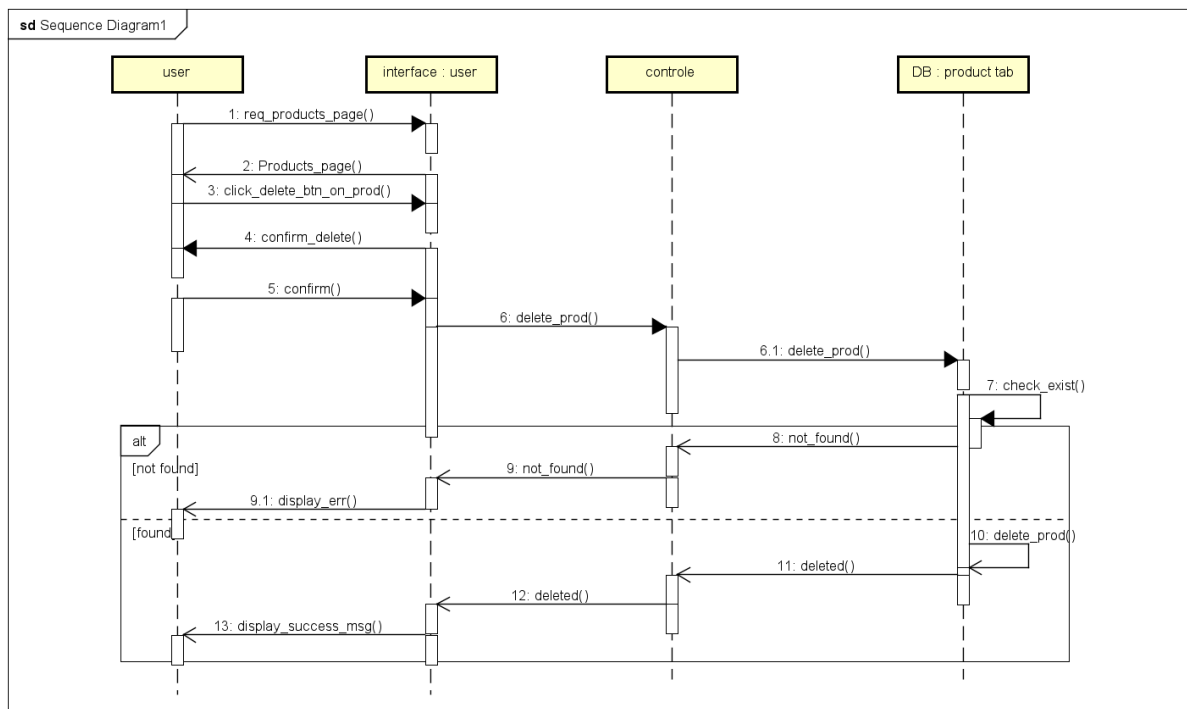 sd Sequence Diagram1
user
interface : user
controle
DB : product tab
1: req_products_page()
2: Products_page()
3: click_delete_btn_on_prod()
4: confirm_delete()
5: confirm()
6: delete_prod()
6.1: delete_prod()
7: check_exist()
alt
8: not_found()
[not found]
9: not_found()
9.1: display_err()
[found]
10: delete_prod()
11: deleted()
12: deleted()
13: display_success_msg()